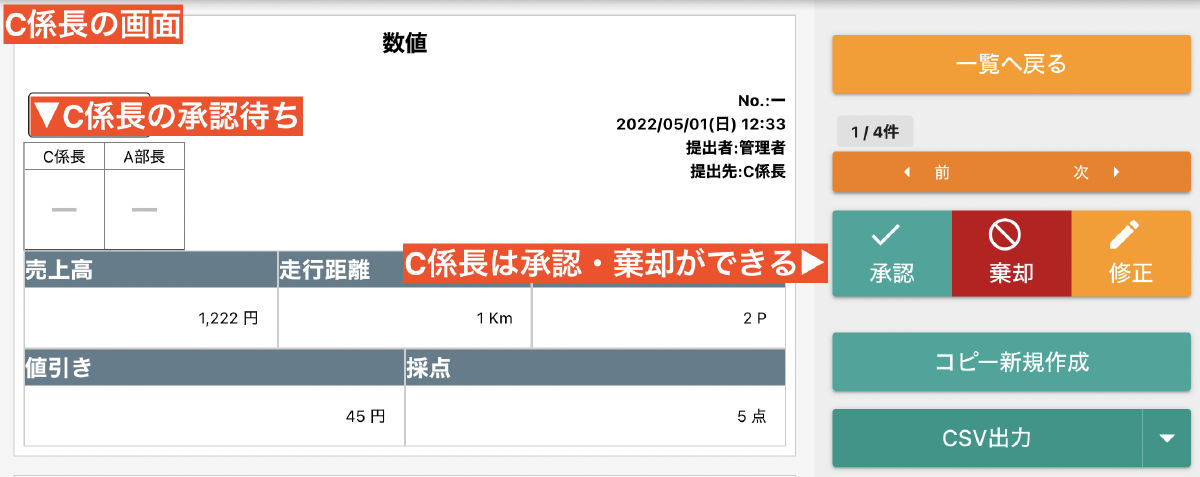 C係長の画面
数値
▼C係長の承認待ち
No.:ー
2022/05/01(日) 12:33
提出者:管理者
提出先:C係長
C係長 A部長
— —
売上高 走行距離
C係長は承認・棄却ができる▶
1,222 円 1 Km 2 P
値引き 採点
45 円 5 点
一覧へ戻る
1 / 4件
前 次
承認 棄却 修正
コピー新規作成
CSV出力